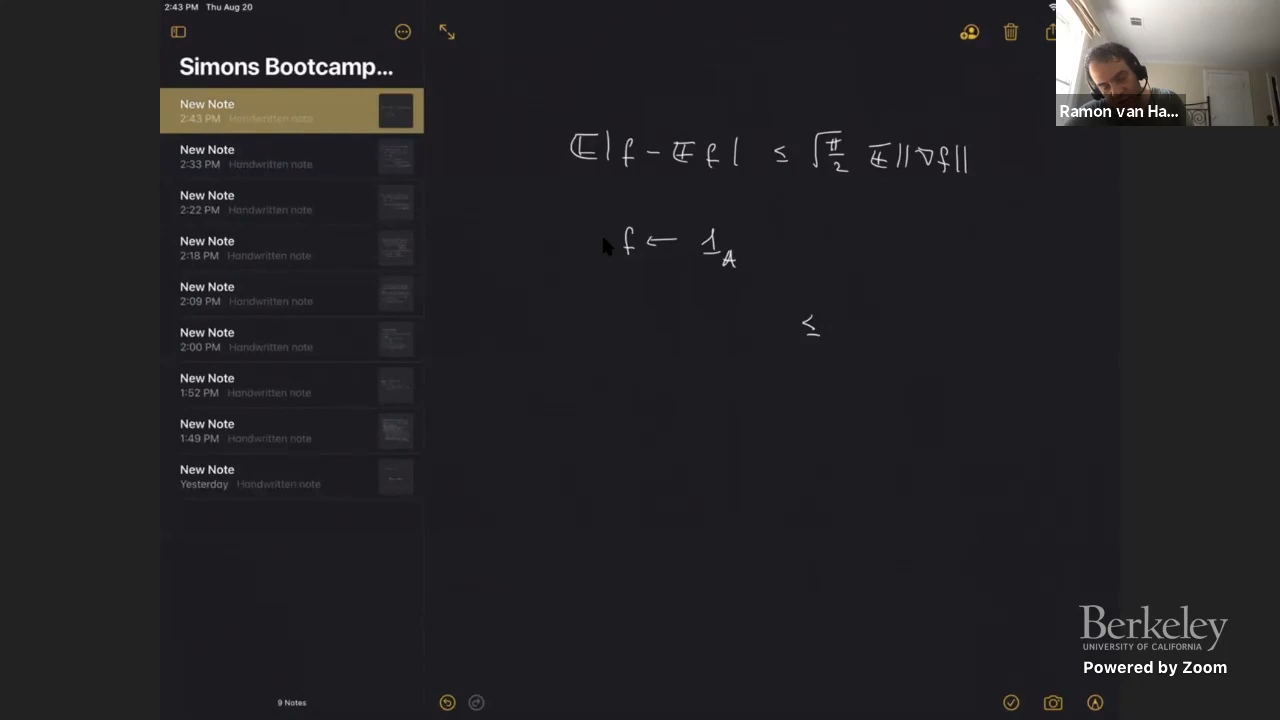 2:43 PM Thu Aug 20
Simons Bootcamp...
New Note
2:43 PM Handwritten note
New Note
2:33 PM Handwritten note
New Note
2:22 PM Handwritten note
New Note
2:18 PM Handwritten note
New Note
2:09 PM Handwritten note
New Note
2:00 PM Handwritten note
New Note
1:52 PM Handwritten note
New Note
1:49 PM Handwritten note
New Note
Yesterday Handwritten note
9 Notes
𝔼|f − 𝔼f| ≤ √(π/2) 𝔼‖∇f‖
f ← 1_A
≤
Ramon van Ha...
Berkeley
UNIVERSITY OF CALIFORNIA
Powered by Zoom